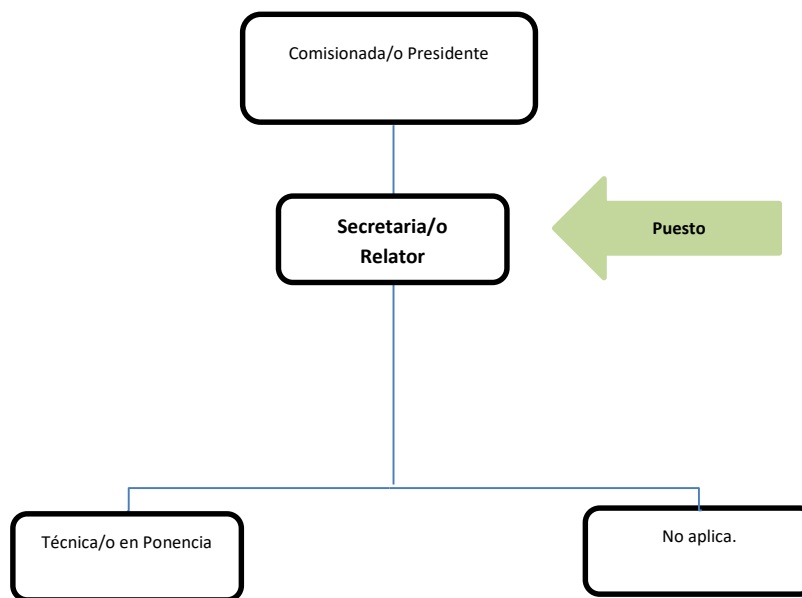 Comisionada/o Presidente
Secretaria/o
Relator
Puesto
Técnica/o en Ponencia
No aplica.